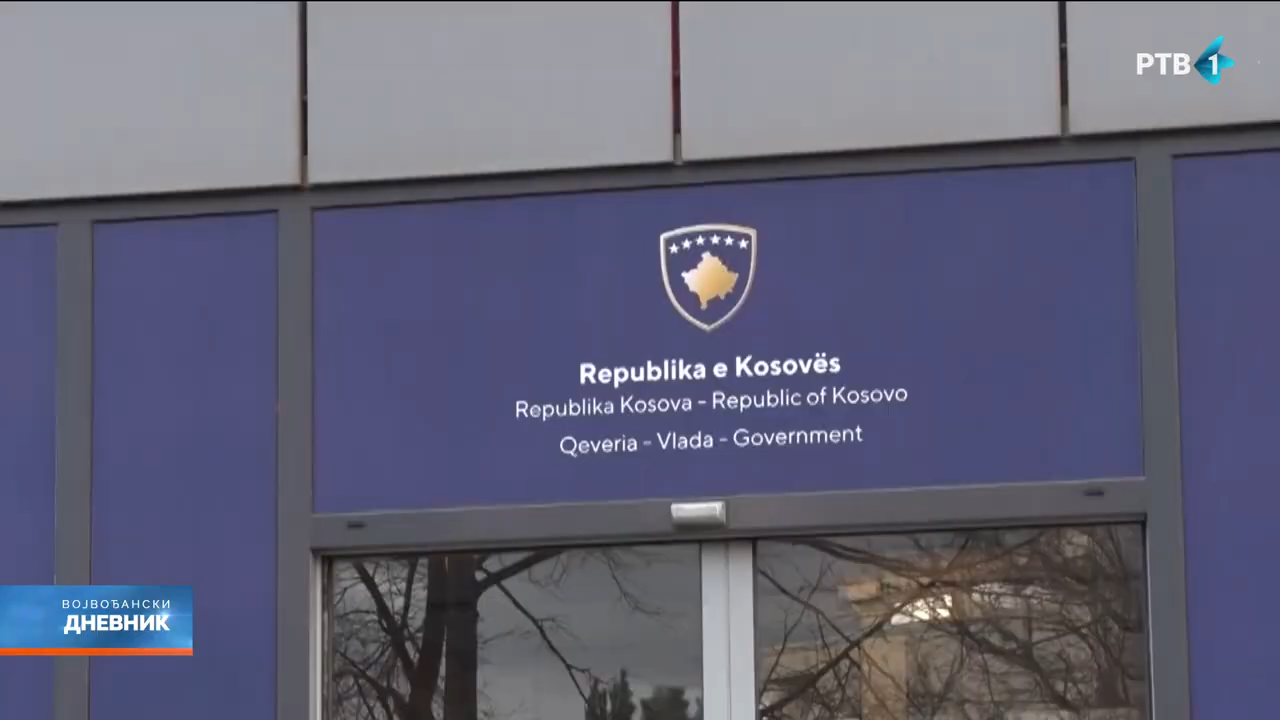 РТВ 1
Republika e Kosovës
Republika Kosova - Republic of Kosovo
Qeveria - Vlada - Government
ВОЈВОЂАНСКИ
ДНЕВНИК